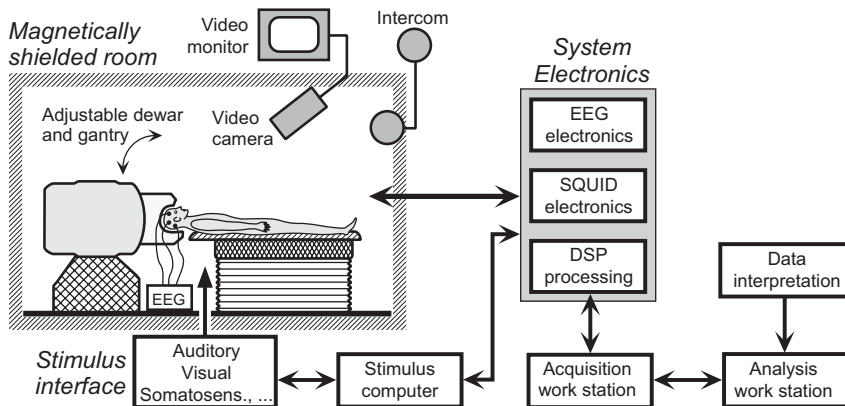 Magnetically
shielded room
Video
monitor
Intercom
System
Electronics
Adjustable dewar
and gantry
Video
camera
EEG
electronics
SQUID
electronics
DSP
processing
Data
interpretation
EEG
Stimulus
interface
Auditory
Visual
Somatosens., ...
Stimulus
computer
Acquisition
work station
Analysis
work station